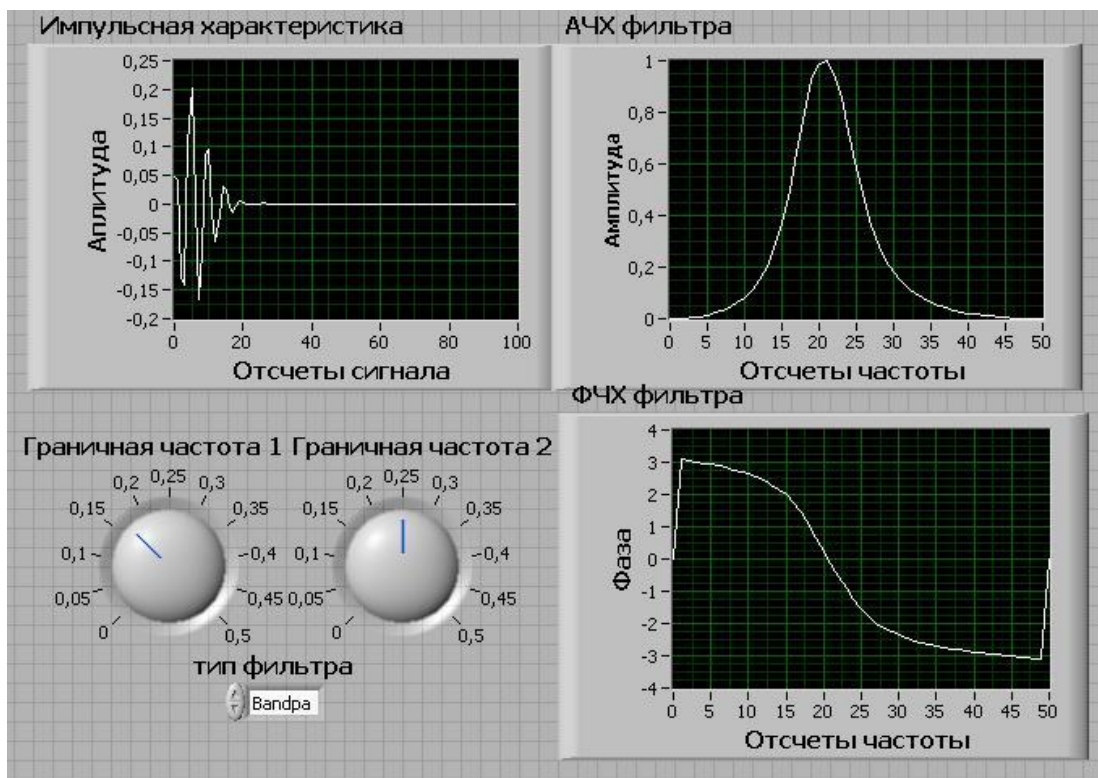 Импульсная характеристика
0,25
0,2
0,15
0,1
0,05
0
-0,05
-0,1
-0,15
-0,2
Аплитуда
0 20 40 60 80 100
Отсчеты сигнала
АЧХ фильтра
1
0,8
0,6
0,4
0,2
0
Амплитуда
0 5 10 15 20 25 30 35 40 45 50
Отсчеты частоты
Граничная частота 1
0 0,05 0,1 0,15 0,2 0,25 0,3 0,35 0,4 0,45 0,5
Граничная частота 2
0 0,05 0,1 0,15 0,2 0,25 0,3 0,35 0,4 0,45 0,5
тип фильтра
Bandpa
ФЧХ фильтра
4
3
2
1
0
-1
-2
-3
-4
Фаза
0 5 10 15 20 25 30 35 40 45 50
Отсчеты частоты